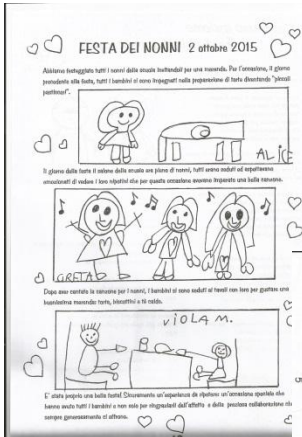 FESTA DEI NONNI 2 ottobre 2015
Abbiamo festeggiato tutti i nonni della scuola invitandoli per una merenda. Per l'occasione, il giorno
precedente alla festa, tutti i bambini si sono impegnati nella preparazione di torte diventando "piccoli
pasticceri".
ALICE
Il giorno della festa il salone della scuola era pieno di nonni, tutti erano seduti ed aspettavano
emozionati di vedere i loro nipotini che per questa occasione avevano imparato una bella canzone.
GRETA
Dopo aver cantato la canzone per i nonni, i bambini si sono seduti ai tavoli con loro per gustare una
buonissima merenda: torte, biscottini e tè caldo.
VIOLA M.
E' stata proprio una bella festa! Sicuramente un'esperienza da ripetere: un'occasione speciale che
hanno avuto tutti i bambini e non solo per ringraziarli dell'affetto e della preziosa collaborazione che
sempre generosamente ci offrono.